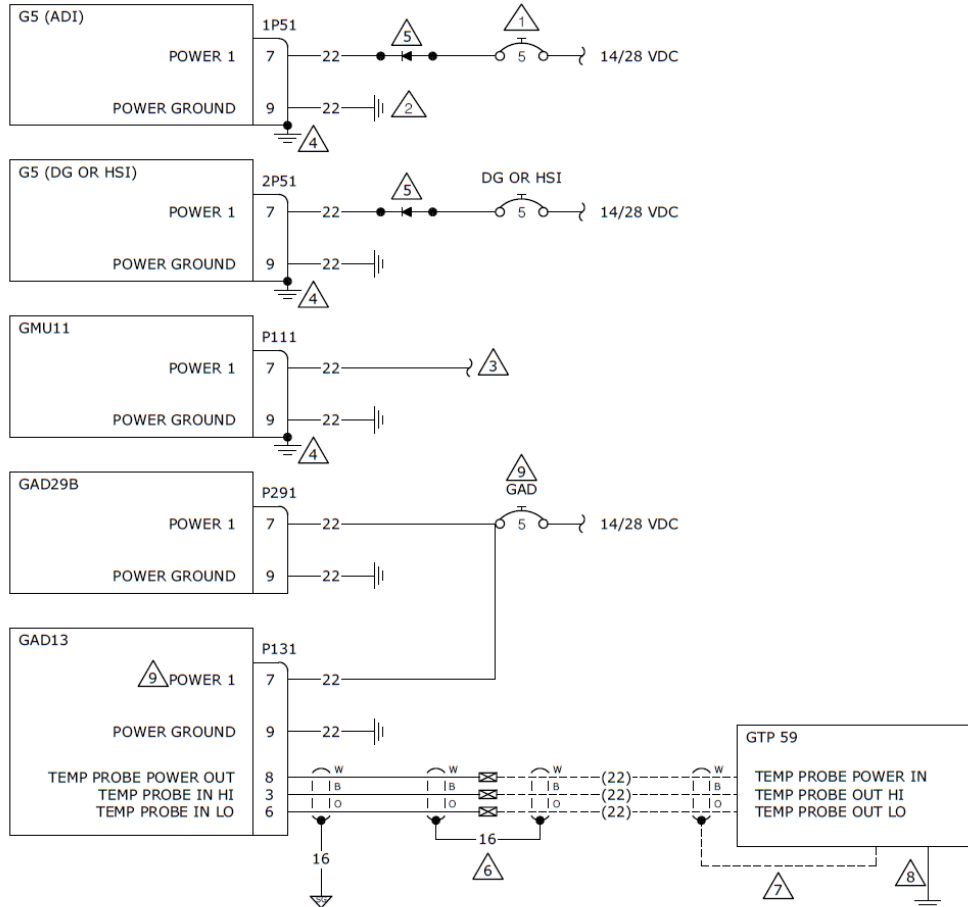 G5 (ADI)
1P51
POWER 1
7
22
5
1
5
14/28 VDC
POWER GROUND
9
22
2
4
G5 (DG OR HSI)
2P51
POWER 1
7
22
5
DG OR HSI
5
14/28 VDC
POWER GROUND
9
22
4
GMU11
P111
POWER 1
7
22
3
POWER GROUND
9
22
4
GAD29B
P291
POWER 1
7
22
9
GAD
5
14/28 VDC
POWER GROUND
9
22
GAD13
P131
9
POWER 1
7
22
POWER GROUND
9
22
GTP 59
TEMP PROBE POWER OUT
8
W
W
W
(22)
W
TEMP PROBE POWER IN
TEMP PROBE IN HI
3
B
B
B
(22)
B
TEMP PROBE OUT HI
TEMP PROBE IN LO
6
O
O
O
(22)
O
TEMP PROBE OUT LO
16
SG
16
6
7
8